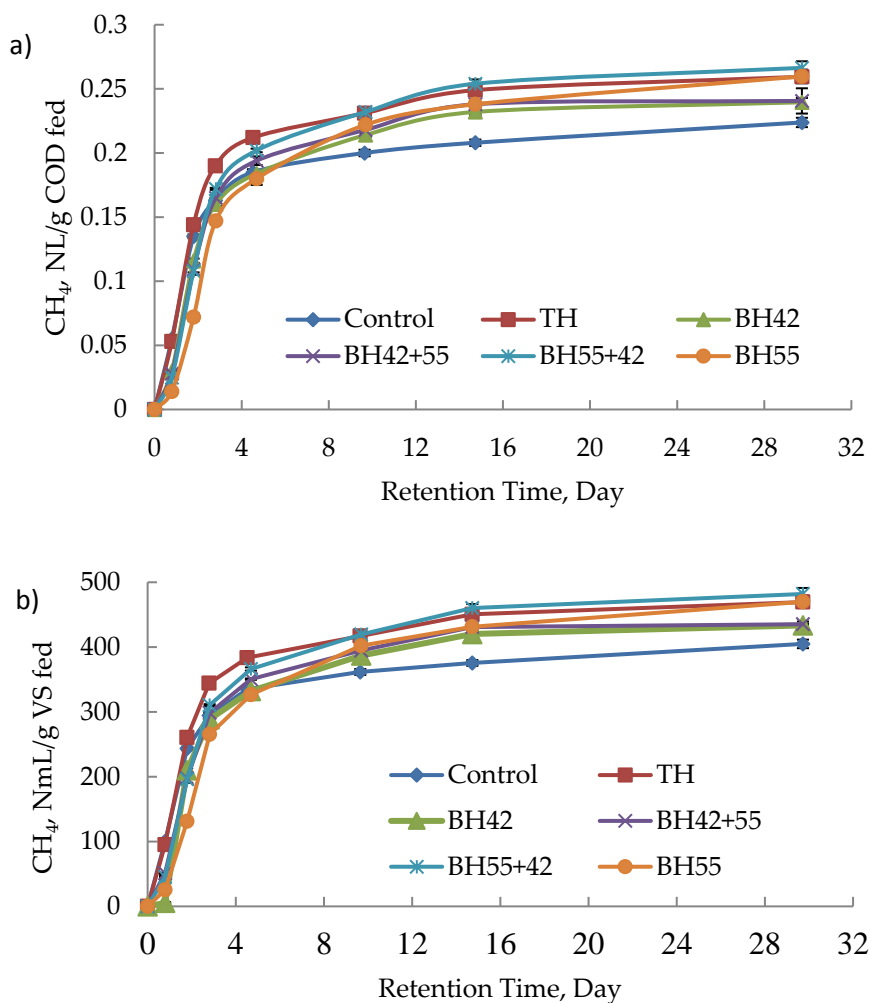 a)
CH₄, NL/g COD fed
0.3
0.25
0.2
0.15
0.1
0.05
0
Control TH BH42
BH42+55 BH55+42 BH55
0 4 8 12 16 20 24 28 32
Retention Time, Day
b)
CH₄, NmL/g VS fed
500
400
300
200
100
0
Control TH
BH42 BH42+55
BH55+42 BH55
0 4 8 12 16 20 24 28 32
Retention Time, Day